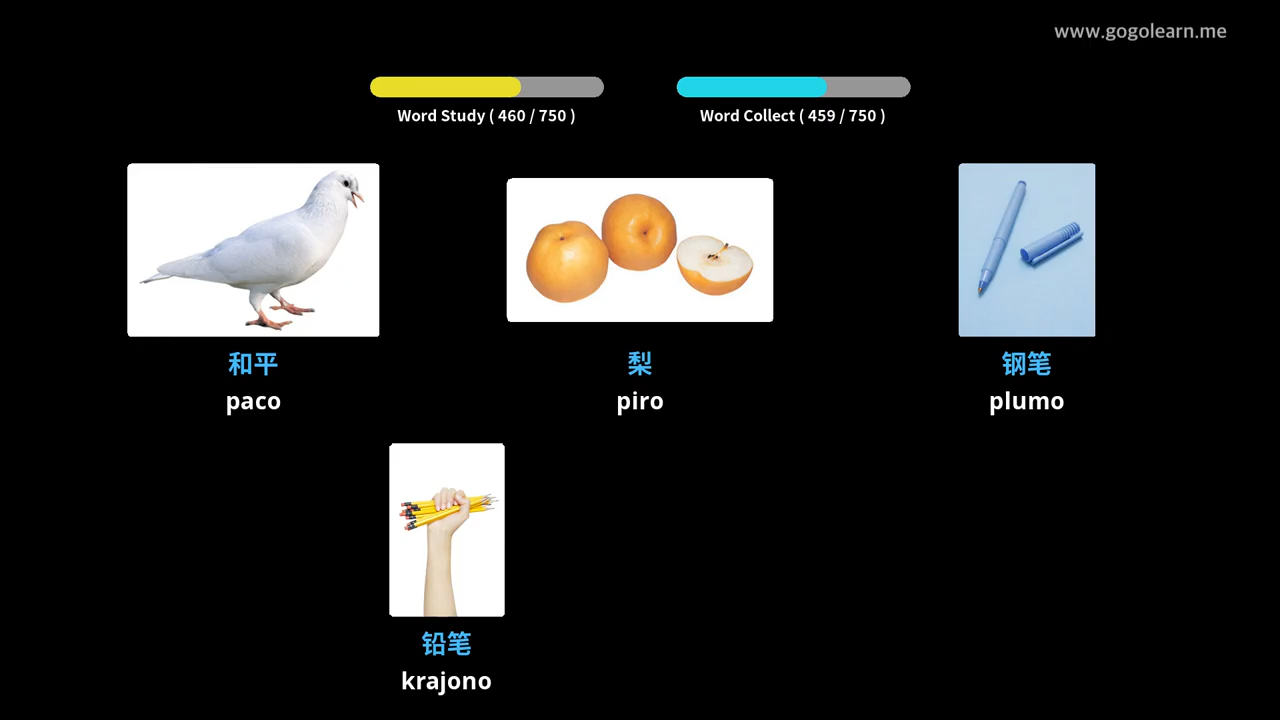 www.gogolearn.me
Word Study ( 460 / 750 )
Word Collect ( 459 / 750 )
和平
paco
梨
piro
钢笔
plumo
铅笔
krajono